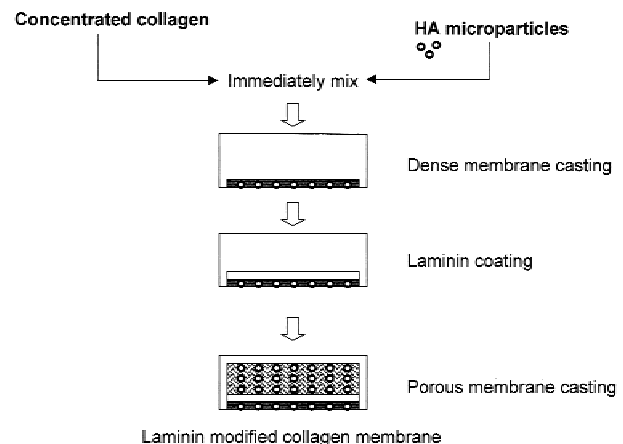 Concentrated collagen
HA microparticles
Immediately mix
Dense membrane casting
Laminin coating
Porous membrane casting
Laminin modified collagen membrane